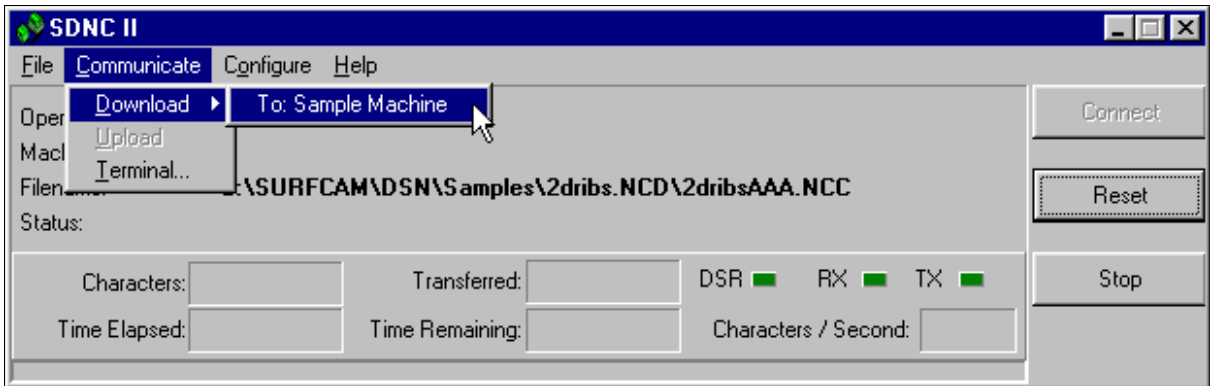 SDNC II
File Communicate Configure Help
Download To: Sample Machine
Upload
Terminal...
Connect
Reset
Stop
:\SURFCAM\DSN\Samples\2dribs.NCD\2dribsAAA.NCC
Status:
Characters: Transferred: DSR RX TX
Time Elapsed: Time Remaining: Characters / Second: